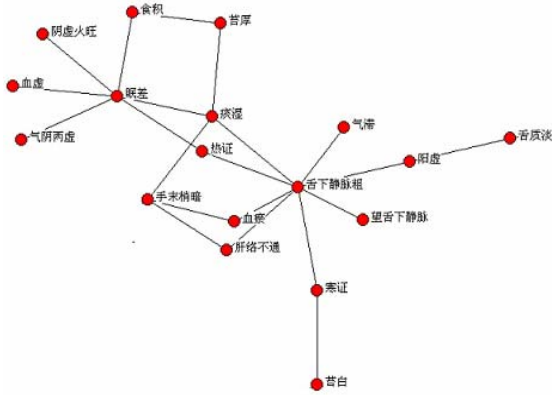 食积
苔厚
阴虚火旺
血虚
眠差
痰湿
气滞
舌质淡
气阴两虚
热证
阳虚
舌下静脉粗
手末梢暗
血瘀
望舌下静脉
肝络不通
寒证
苔白